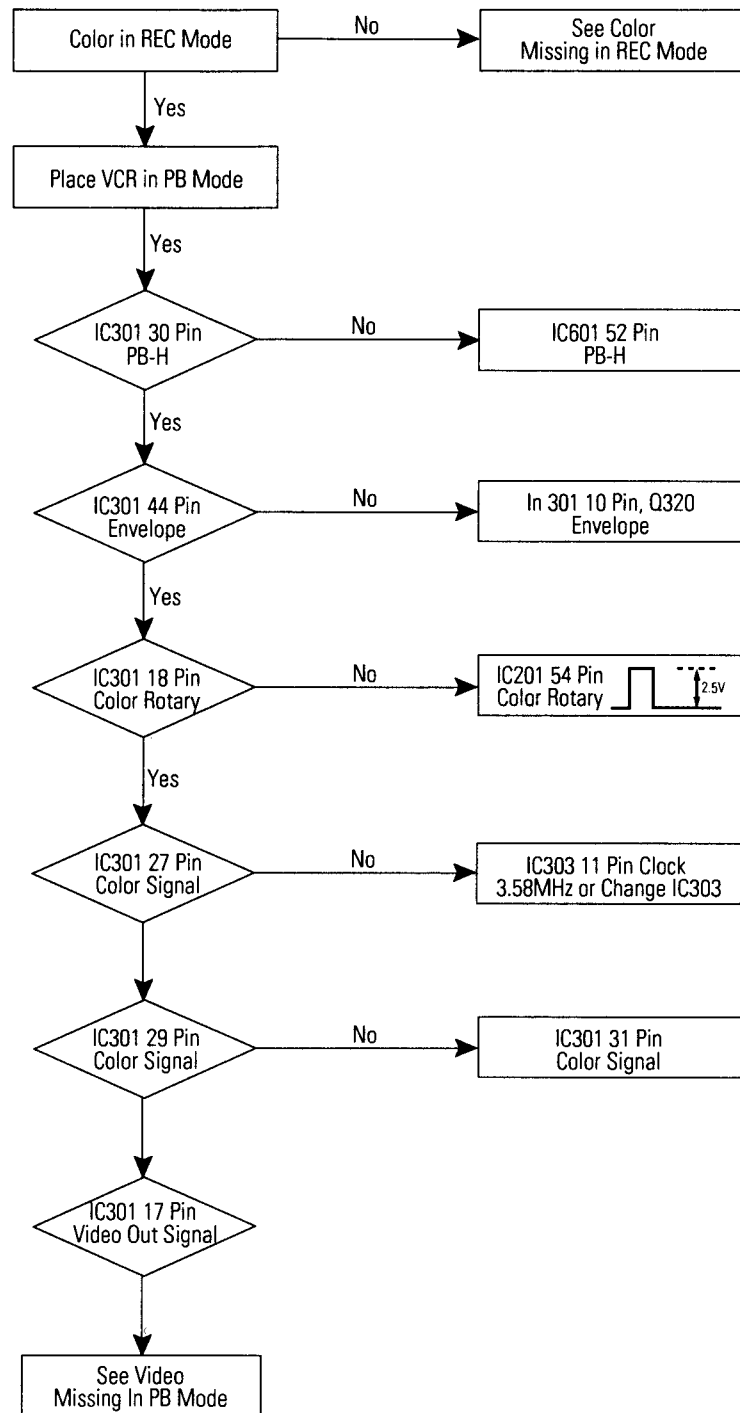 Color in REC Mode
No
See Color
Missing in REC Mode
Yes
Place VCR in PB Mode
Yes
IC301 30 Pin
PB-H
No
IC601 52 Pin
PB-H
Yes
IC301 44 Pin
Envelope
No
In 301 10 Pin, Q320
Envelope
Yes
IC301 18 Pin
Color Rotary
No
IC201 54 Pin
Color Rotary
2.5V
Yes
IC301 27 Pin
Color Signal
No
IC303 11 Pin Clock
3.58MHz or Change IC303
IC301 29 Pin
Color Signal
No
IC301 31 Pin
Color Signal
IC301 17 Pin
Video Out Signal
See Video
Missing In PB Mode